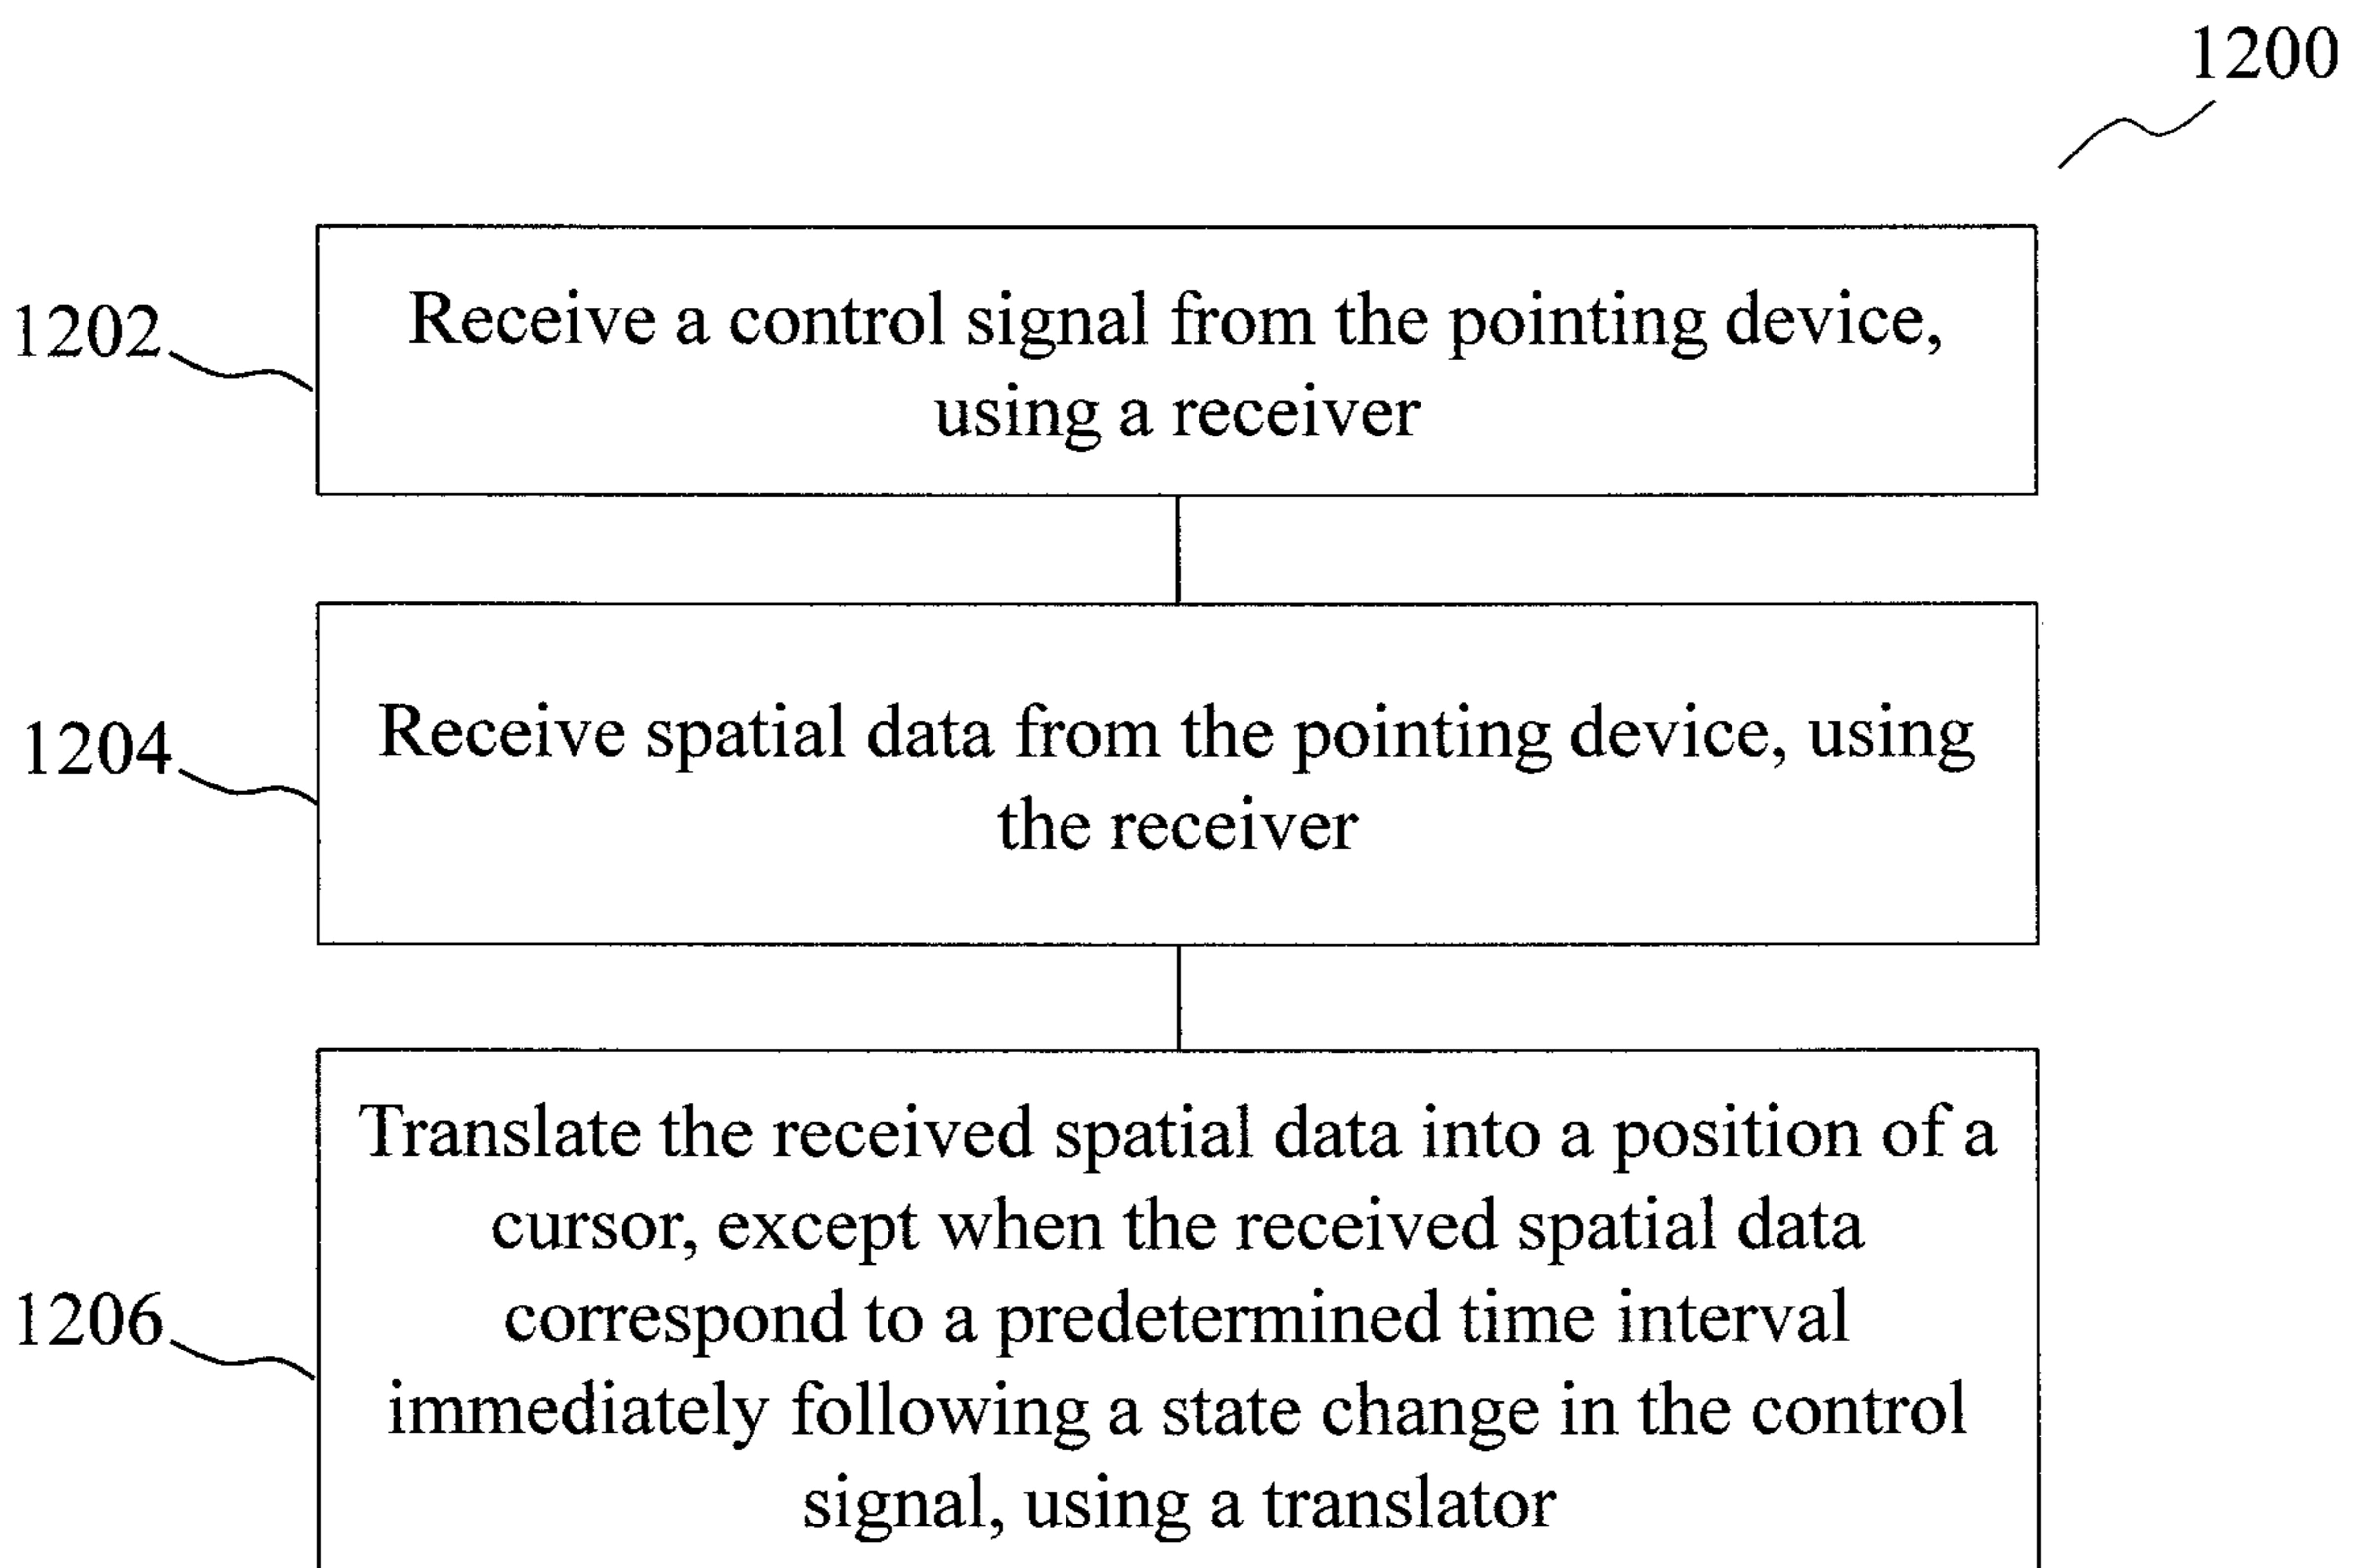 1200
1202
Receive a control signal from the pointing device,
using a receiver
1204
Receive spatial data from the pointing device, using
the receiver
1206
Translate the received spatial data into a position of a
cursor, except when the received spatial data
correspond to a predetermined time interval
immediately following a state change in the control
signal, using a translator